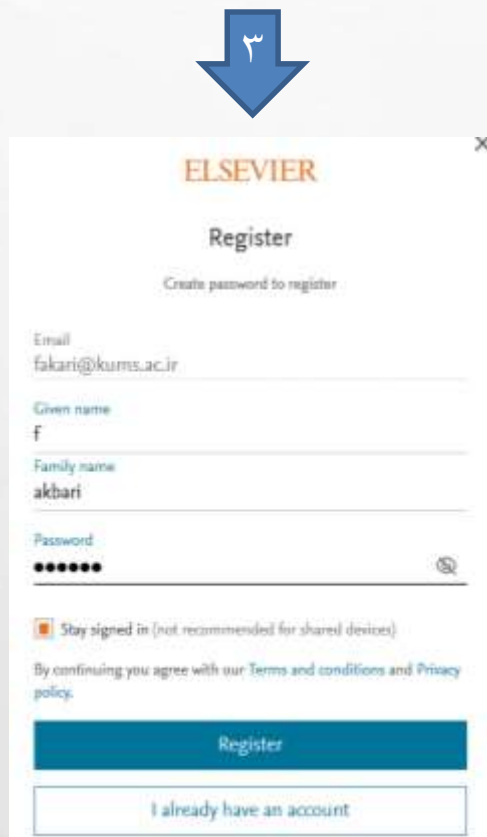 ۳
ELSEVIER
Register
Create password to register
Email
fakari@kums.ac.ir
Given name
f
Family name
akbari
Password
Stay signed in (not recommended for shared devices)
By continuing you agree with our Terms and conditions and Privacy
policy.
Register
I already have an account